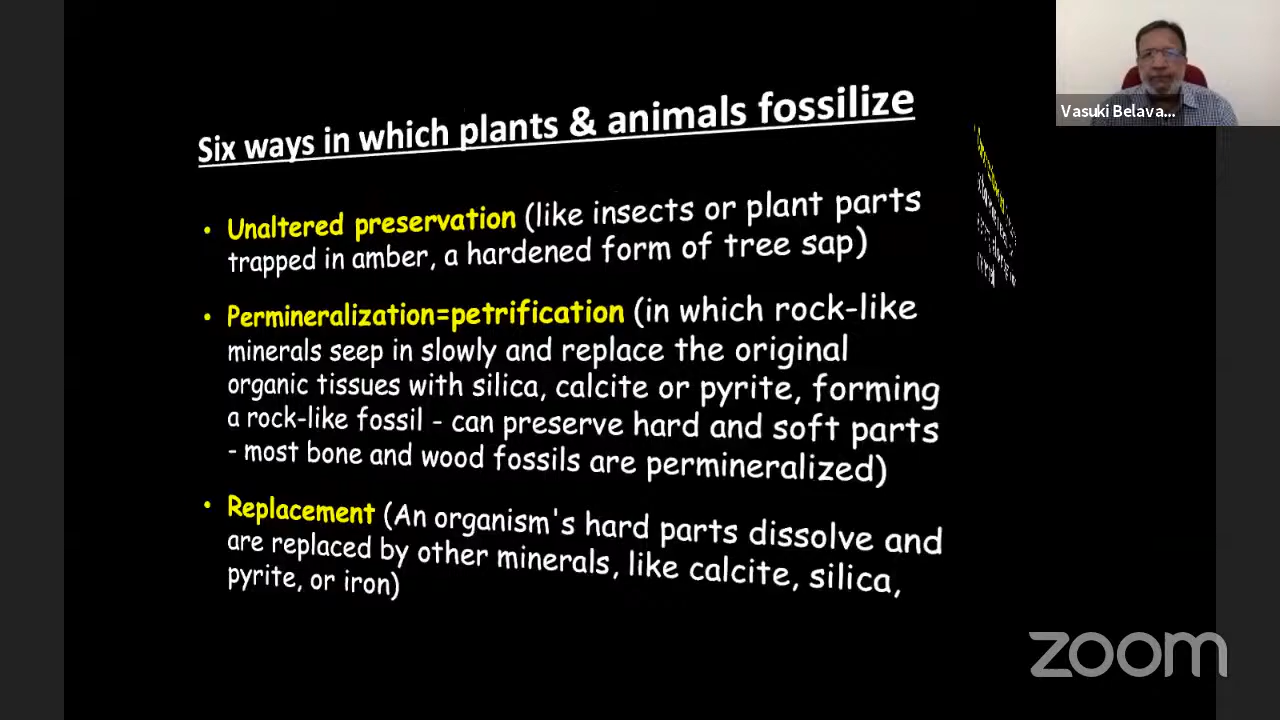 Six ways in which plants & animals fossilize
Vasuki Belava...
• Unaltered preservation (like insects or plant parts
trapped in amber, a hardened form of tree sap)
• Permineralization=petrification (in which rock-like
minerals seep in slowly and replace the original
organic tissues with silica, calcite or pyrite, forming
a rock-like fossil - can preserve hard and soft parts
- most bone and wood fossils are permineralized)
• Replacement (An organism's hard parts dissolve and
are replaced by other minerals, like calcite, silica,
pyrite, or iron)
zoom